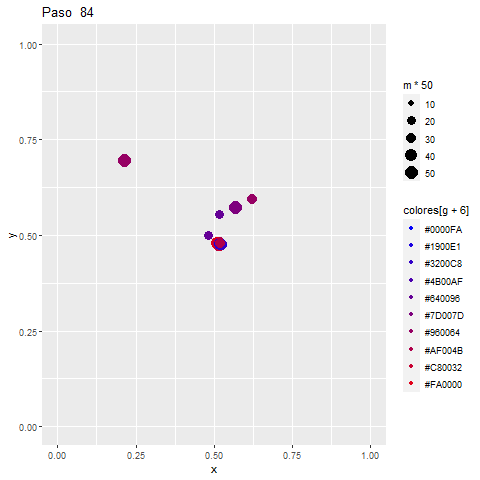 Paso 84
1.00
0.75
0.50
0.25
0.00
y
0.00 0.25 0.50 0.75 1.00
x
m * 50
10
20
30
40
50
colores[g + 6]
#0000FA
#1900E1
#3200C8
#4B00AF
#640096
#7D007D
#960064
#AF004B
#C80032
#FA0000